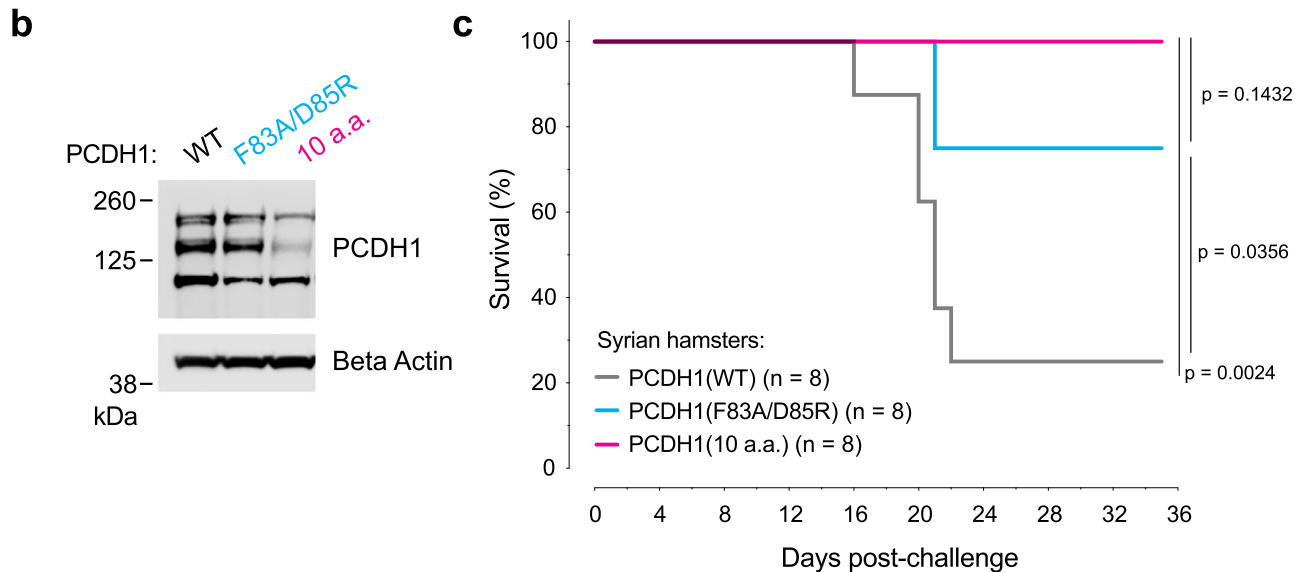 b
PCDH1:
WT
F83A/D85R
10 a.a.
260
125
PCDH1
Beta Actin
38
kDa
c
100
80
60
40
20
0
Survival (%)
Syrian hamsters:
PCDH1(WT) (n = 8)
PCDH1(F83A/D85R) (n = 8)
PCDH1(10 a.a.) (n = 8)
p = 0.1432
p = 0.0356
p = 0.0024
0 4 8 12 16 20 24 28 32 36
Days post-challenge